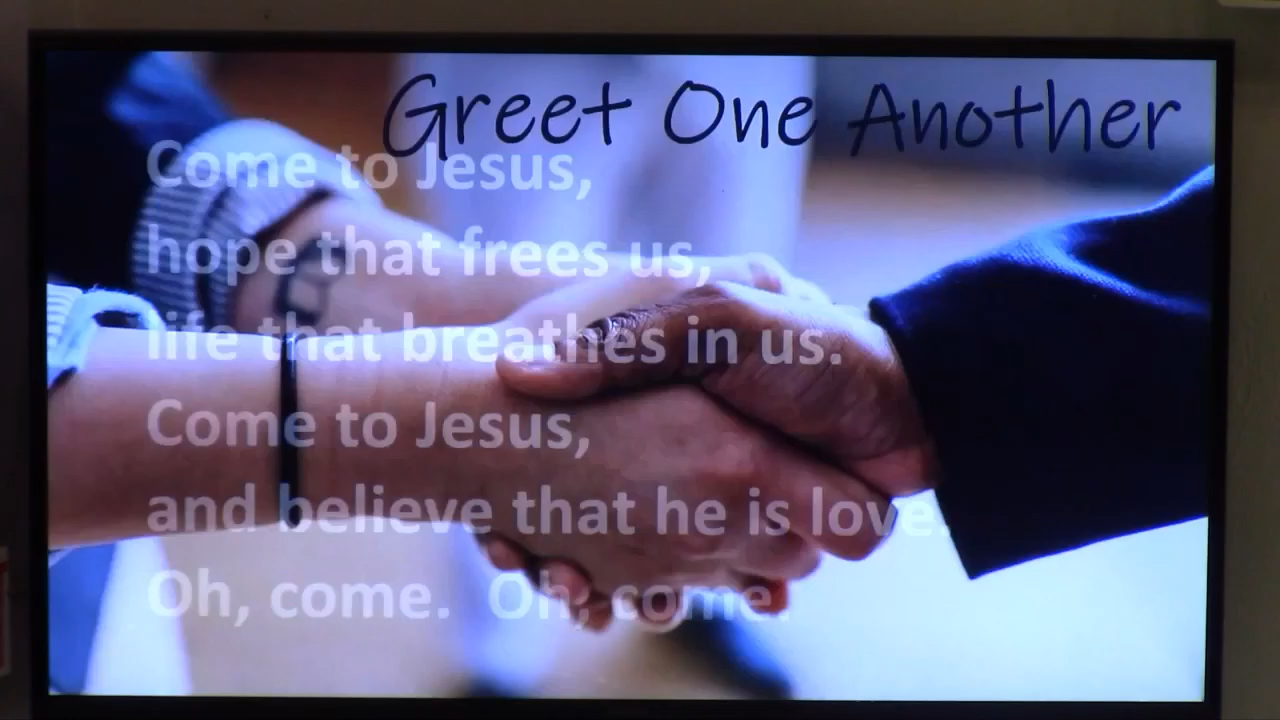 Greet One Another
Come to Jesus,
hope that frees us,
life that breathes in us.
Come to Jesus,
and believe that he is love.
Oh, come.  Oh, come.